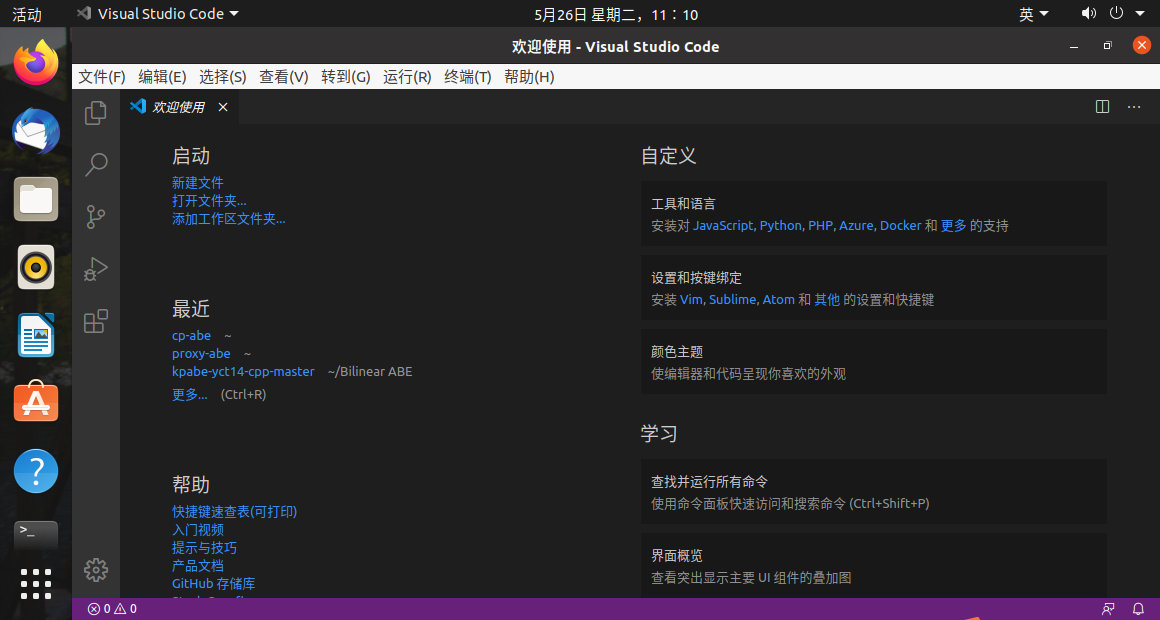 活动 Visual Studio Code 5月26日 星期二，11：10 英
欢迎使用 - Visual Studio Code
文件(F) 编辑(E) 选择(S) 查看(V) 转到(G) 运行(R) 终端(T) 帮助(H)
欢迎使用
启动
新建文件
打开文件夹...
添加工作区文件夹...
最近
cp-abe ~
proxy-abe ~
kpabe-yct14-cpp-master ~/Bilinear ABE
更多... (Ctrl+R)
帮助
快捷键速查表(可打印)
入门视频
提示与技巧
产品文档
GitHub 存储库
自定义
工具和语言
安装对 JavaScript, Python, PHP, Azure, Docker 和 更多 的支持
设置和按键绑定
安装 Vim, Sublime, Atom 和 其他 的设置和快捷键
颜色主题
使编辑器和代码呈现你喜欢的外观
学习
查找并运行所有命令
使用命令面板快速访问和搜索命令 (Ctrl+Shift+P)
界面概览
查看突出显示主要 UI 组件的叠加图
0 0